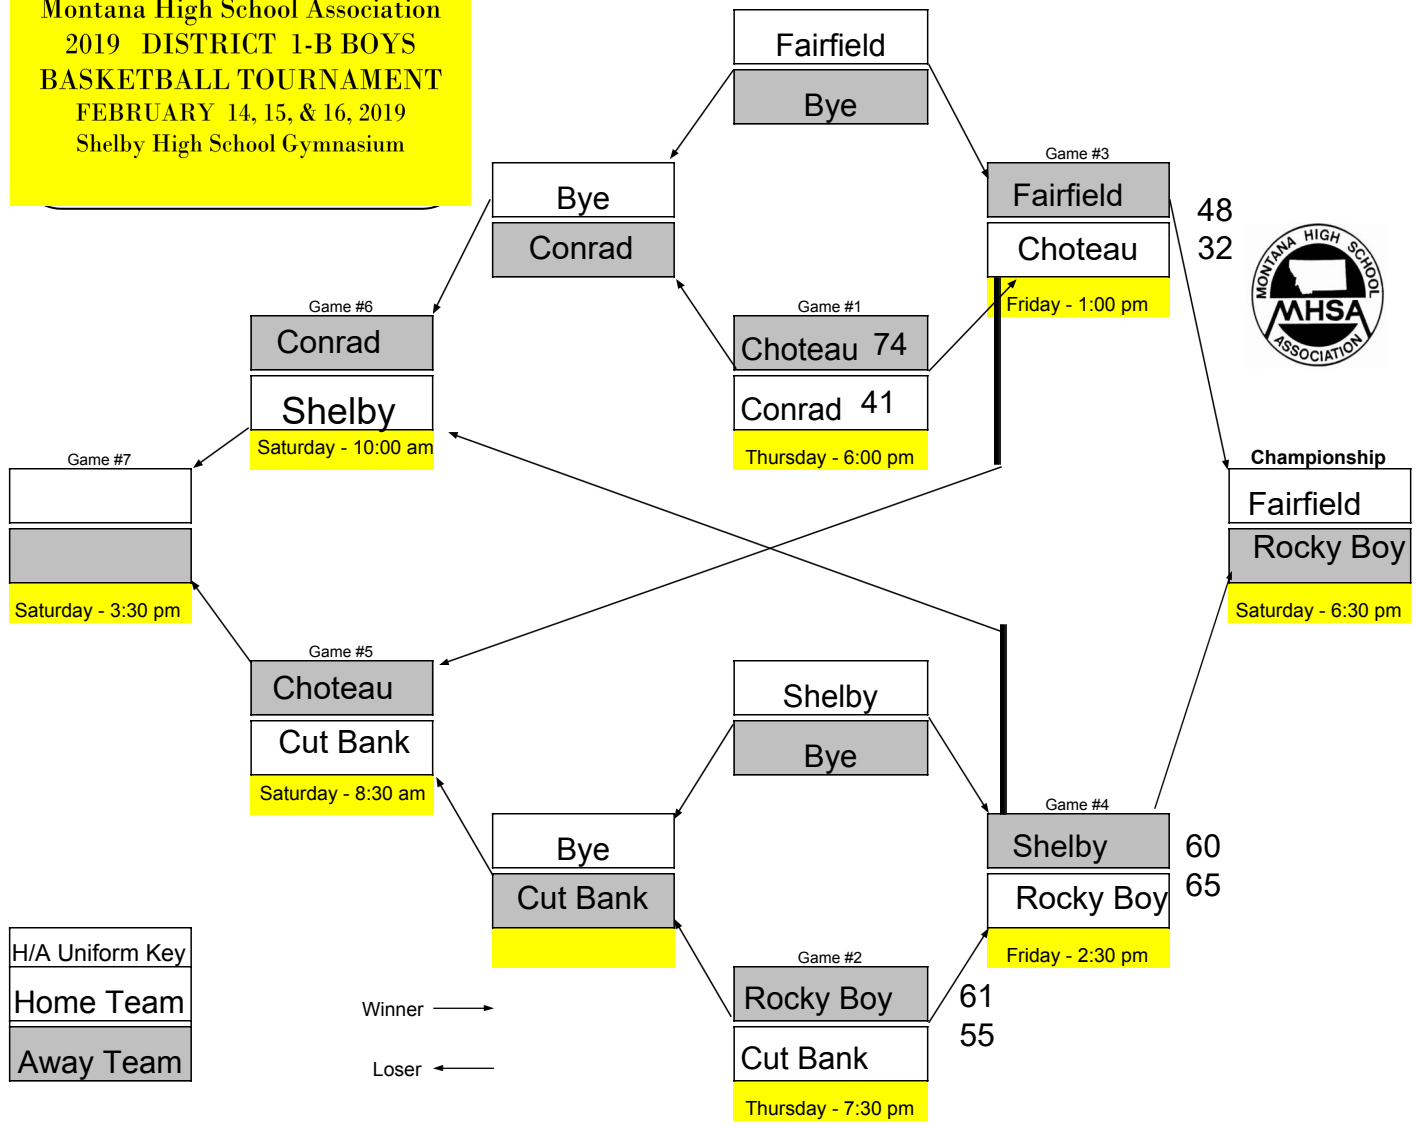 Montana High School Association
2019 DISTRICT 1-B BOYS
BASKETBALL TOURNAMENT
FEBRUARY 14, 15, & 16, 2019
Shelby High School Gymnasium
Fairfield
Bye
Game #3
Fairfield
48
Choteau
32
Friday - 1:00 pm
MONTANA HIGH SCHOOL
MHSA
ASSOCIATION
Bye
Conrad
Game #6
Conrad
Shelby
Saturday - 10:00 am
Game #1
Choteau 74
Conrad 41
Thursday - 6:00 pm
Game #7
Saturday - 3:30 pm
Championship
Fairfield
Rocky Boy
Saturday - 6:30 pm
Game #5
Choteau
Cut Bank
Saturday - 8:30 am
Shelby
Bye
Game #4
Shelby
60
Rocky Boy
65
Friday - 2:30 pm
Bye
Cut Bank
Game #2
Rocky Boy
61
Cut Bank
55
Thursday - 7:30 pm
H/A Uniform Key
Home Team
Away Team
Winner
Loser